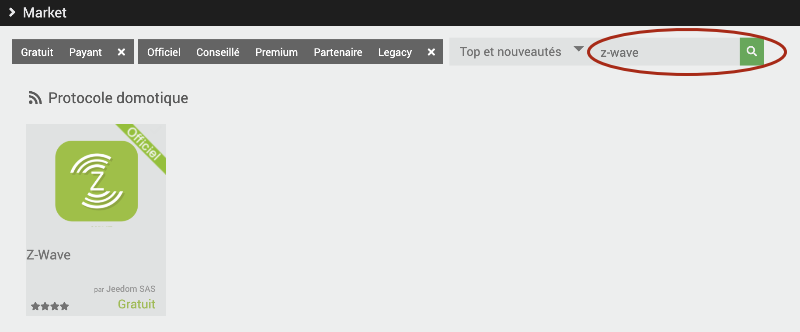 Market
Gratuit Payant × Officiel Conseillé Premium Partenaire Legacy × Top et nouveautés z-wave
Protocole domotique
Officiel
Z
Z-Wave
par Jeedom SAS
Gratuit